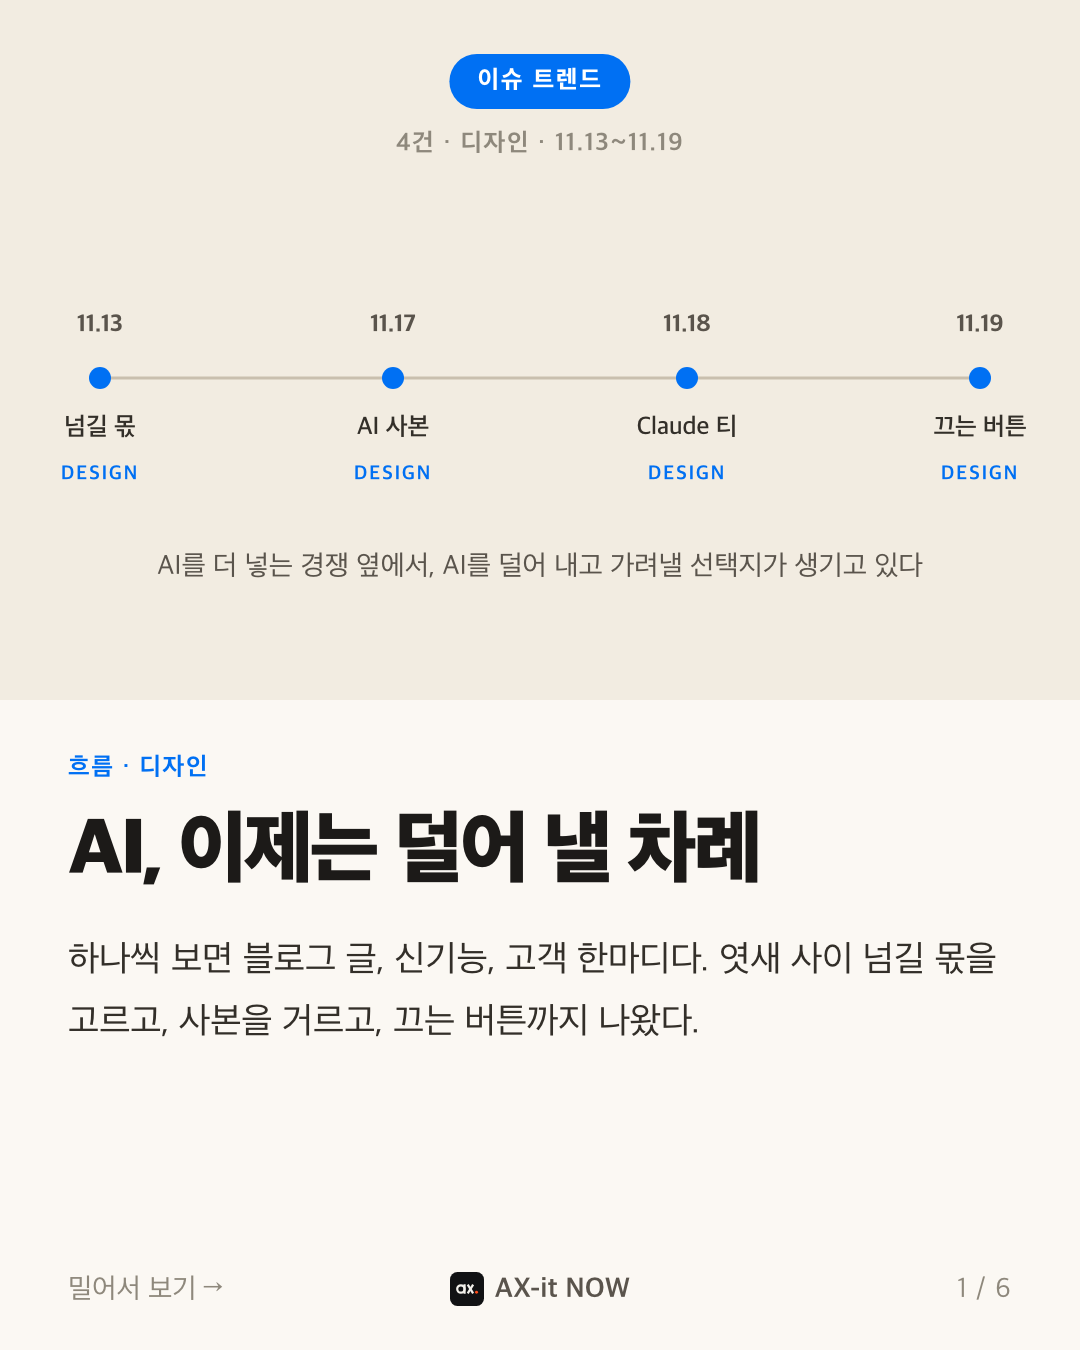 이슈 트렌드
4건 · 디자인 · 11.13~11.19
11.13 11.17 11.18 11.19
넘길 몫 AI 사본 Claude 티 끄는 버튼
DESIGN DESIGN DESIGN DESIGN
AI를 더 넣는 경쟁 옆에서, AI를 덜어 내고 가려낼 선택지가 생기고 있다
흐름 · 디자인
AI, 이제는 덜어 낼 차례
하나씩 보면 블로그 글, 신기능, 고객 한마디다. 엿새 사이 넘길 몫을
고르고, 사본을 거르고, 끄는 버튼까지 나왔다.
밀어서 보기 →
ax. AX-it NOW
1 / 6